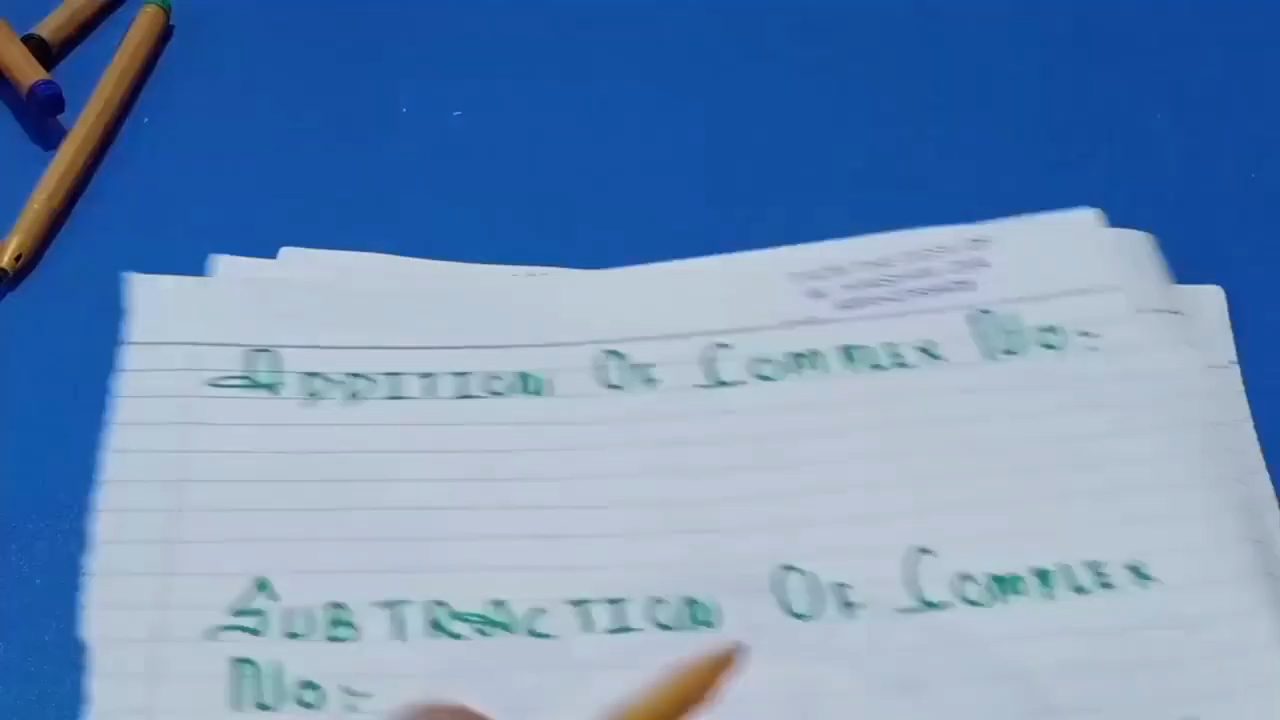 ADDITION OF COMPLEX NO:-
SUBTRACTION OF COMPLEX
NO:-